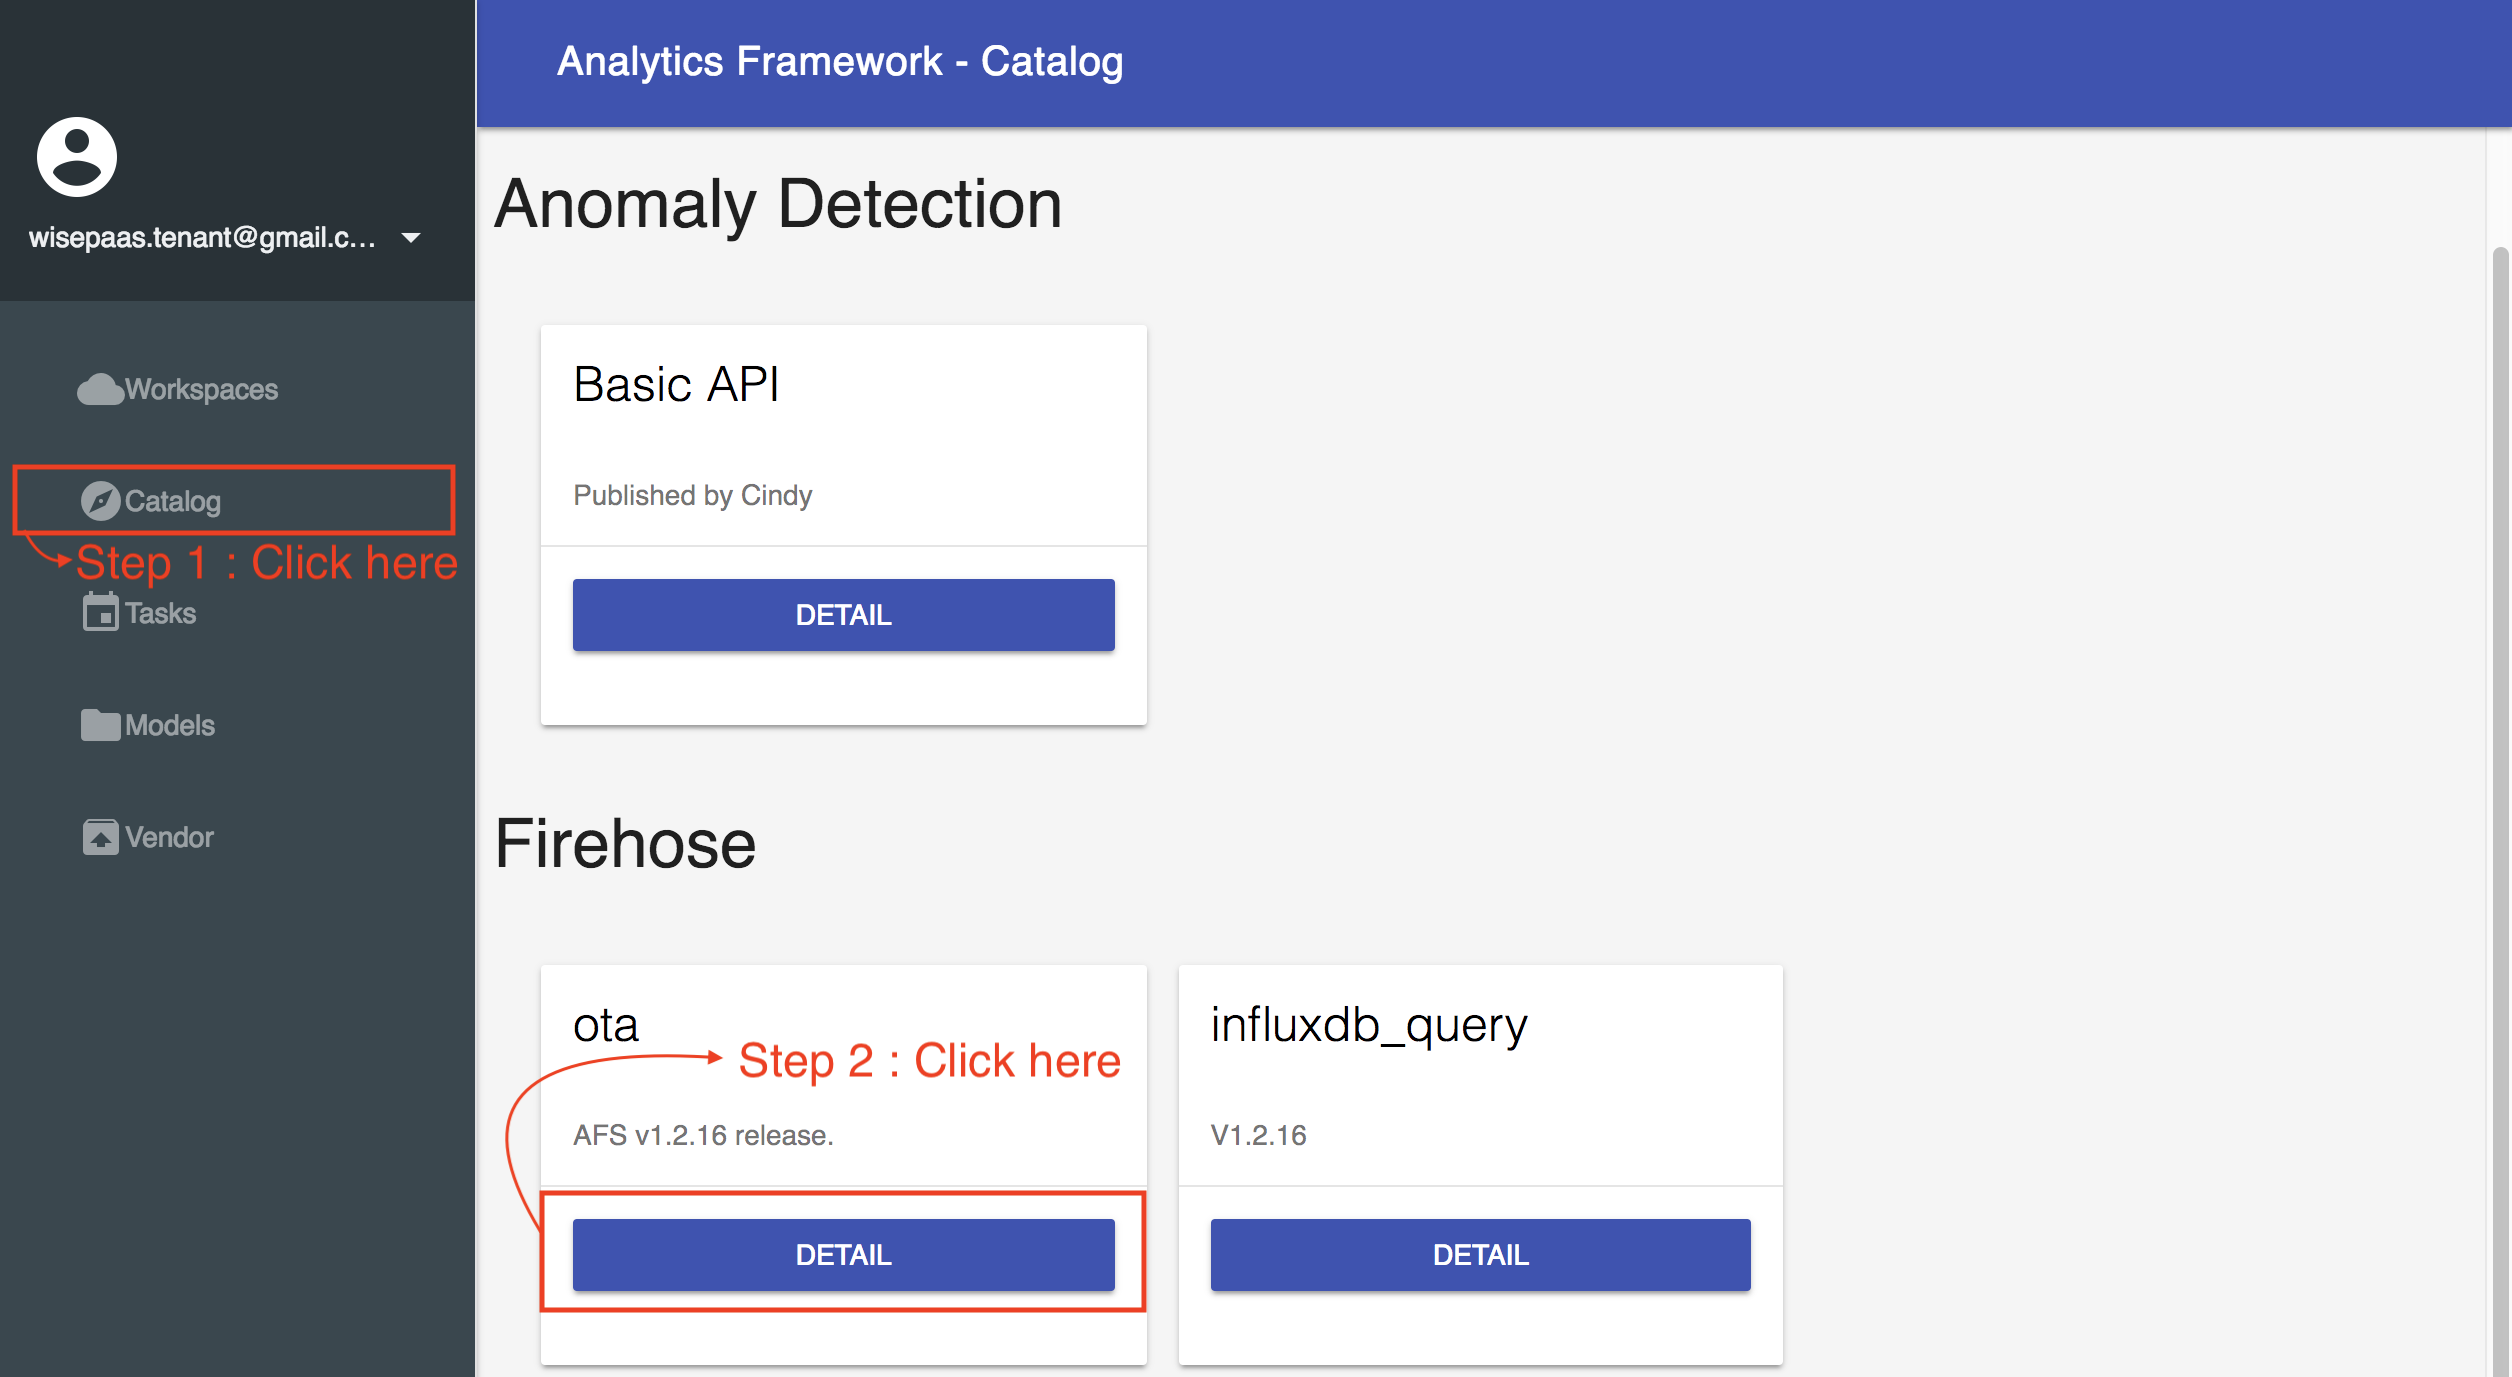 Analytics Framework - Catalog
wisepaas.tenant@gmail.c...
Workspaces
Catalog
Step 1 : Click here
Tasks
Models
Vendor
Anomaly Detection
Basic API
Published by Cindy
DETAIL
Firehose
ota
Step 2 : Click here
AFS v1.2.16 release.
DETAIL
influxdb_query
V1.2.16
DETAIL